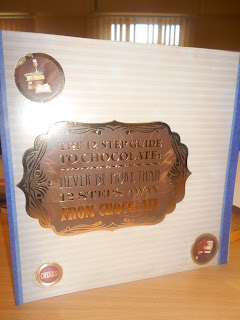 THE 12 STEP GUIDE
TO CHOCOLATE:
NEVER BE MORE THAN
12 STEPS AWAY
FROM CHOCOLATE